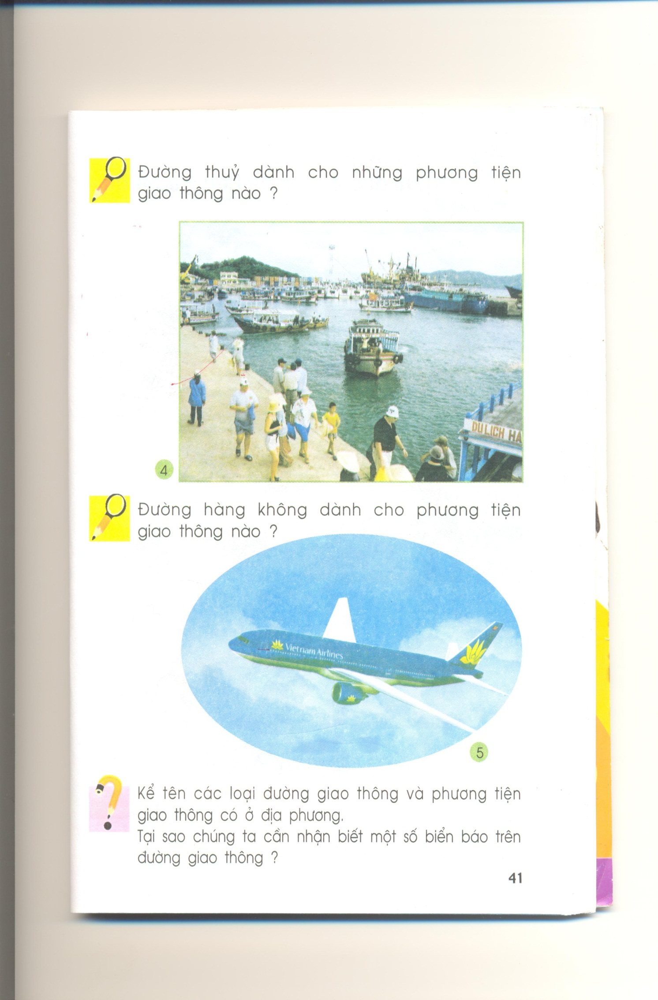 Đường thuỷ dành cho những phương tiện
giao thông nào ?
DU LICH HA
4
Đường hàng không dành cho phương tiện
giao thông nào ?
Vietnam Airlines
5
Kể tên các loại đường giao thông và phương tiện
giao thông có ở địa phương.
Tại sao chúng ta cần nhận biết một số biển báo trên
đường giao thông ?
41